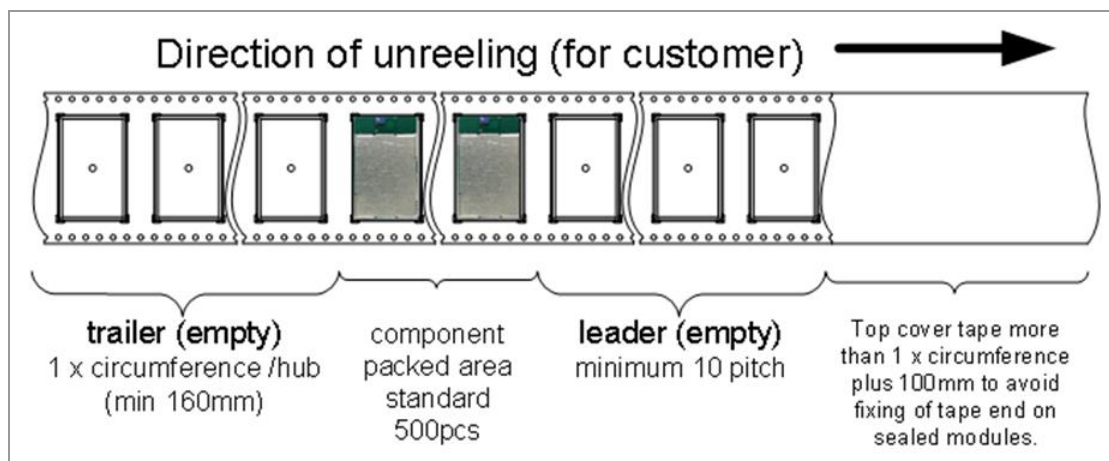 Direction of unreeling (for customer)
trailer (empty)
1 x circumference /hub
(min 160mm)
component
packed area
standard
500pcs
leader (empty)
minimum 10 pitch
Top cover tape more
than 1 x circumference
plus 100mm to avoid
fixing of tape end on
sealed modules.